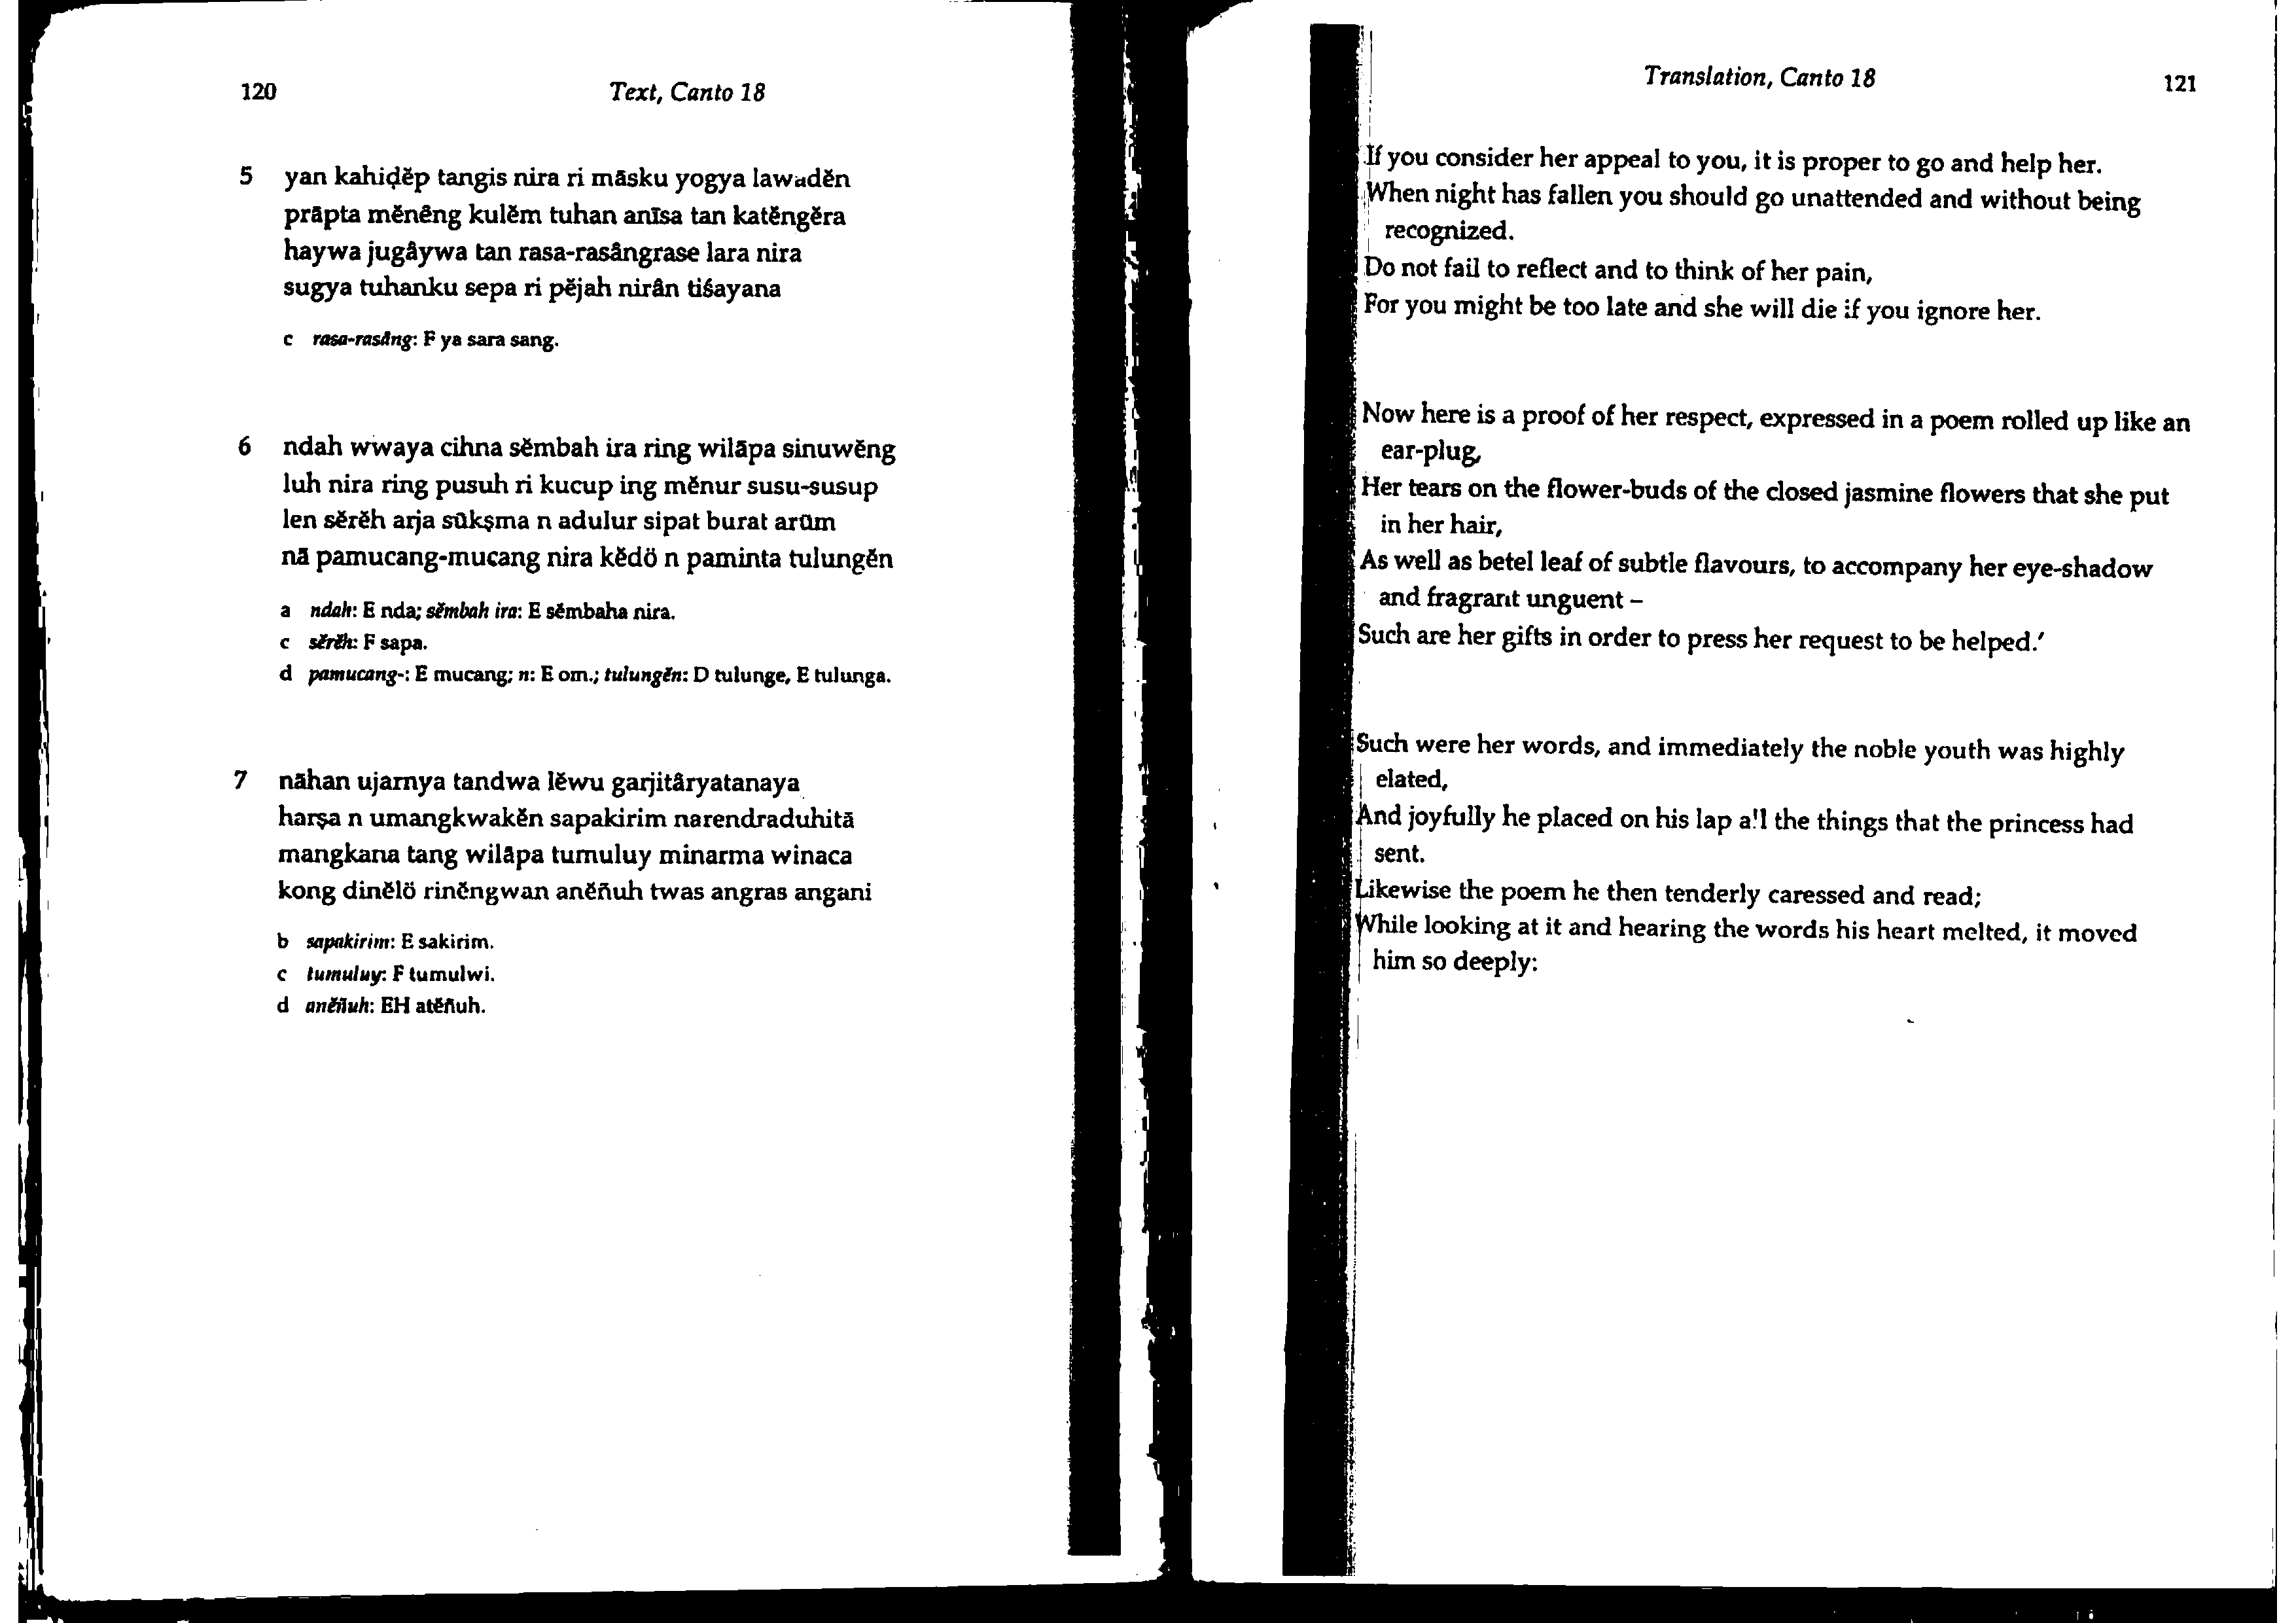 120
Text, Canto 18
5 yan kahiḍĕp tangis nira ri māsku yogya lawadĕn
prāpta mĕnêng kulĕm tuhan anīsa tan katĕngĕra
haywa jugâywa tan rasa-rasângrase lara nira
sugya tuhanku sepa ri pĕjah nirân tiśayana
c rasa-rasâng: F ya sara sang.
6 ndah wwaya cihna sĕmbah ira ring wilāpa sinuwĕng
luh nira ring pusuh ri kucup ing mĕnur susu-susup
len sĕrĕh arja sūkṣma n adulur sipat burat arūm
nā pamucang-mucang nira kĕdö n paminta tulungĕn
a ndah: E nda; sĕmbah ira: E sĕmbaha nira.
c sĕrĕh: F sapa.
d pamucang-: E mucang; n: E om.; tulungĕn: D tulunge, E tulunga.
7 nāhan ujarnya tandwa lĕwu garjitâryatanaya
harṣa n umangkwakĕn sapakirim narendraduhitā
mangkana tang wilāpa tumuluy minarma winaca
kong dinĕlö rinĕngwan anĕñuh twas angras angani
b sapakirim: E sakirim.
c tumuluy: F tumulwi.
d anĕñuh: EH atĕñuh.
Translation, Canto 18
121
If you consider her appeal to you, it is proper to go and help her.
When night has fallen you should go unattended and without being
recognized.
Do not fail to reflect and to think of her pain,
For you might be too late and she will die if you ignore her.
Now here is a proof of her respect, expressed in a poem rolled up like an
ear-plug,
Her tears on the flower-buds of the closed jasmine flowers that she put
in her hair,
As well as betel leaf of subtle flavours, to accompany her eye-shadow
and fragrant unguent –
Such are her gifts in order to press her request to be helped.'
Such were her words, and immediately the noble youth was highly
elated,
And joyfully he placed on his lap all the things that the princess had
sent.
Likewise the poem he then tenderly caressed and read;
While looking at it and hearing the words his heart melted, it moved
him so deeply: